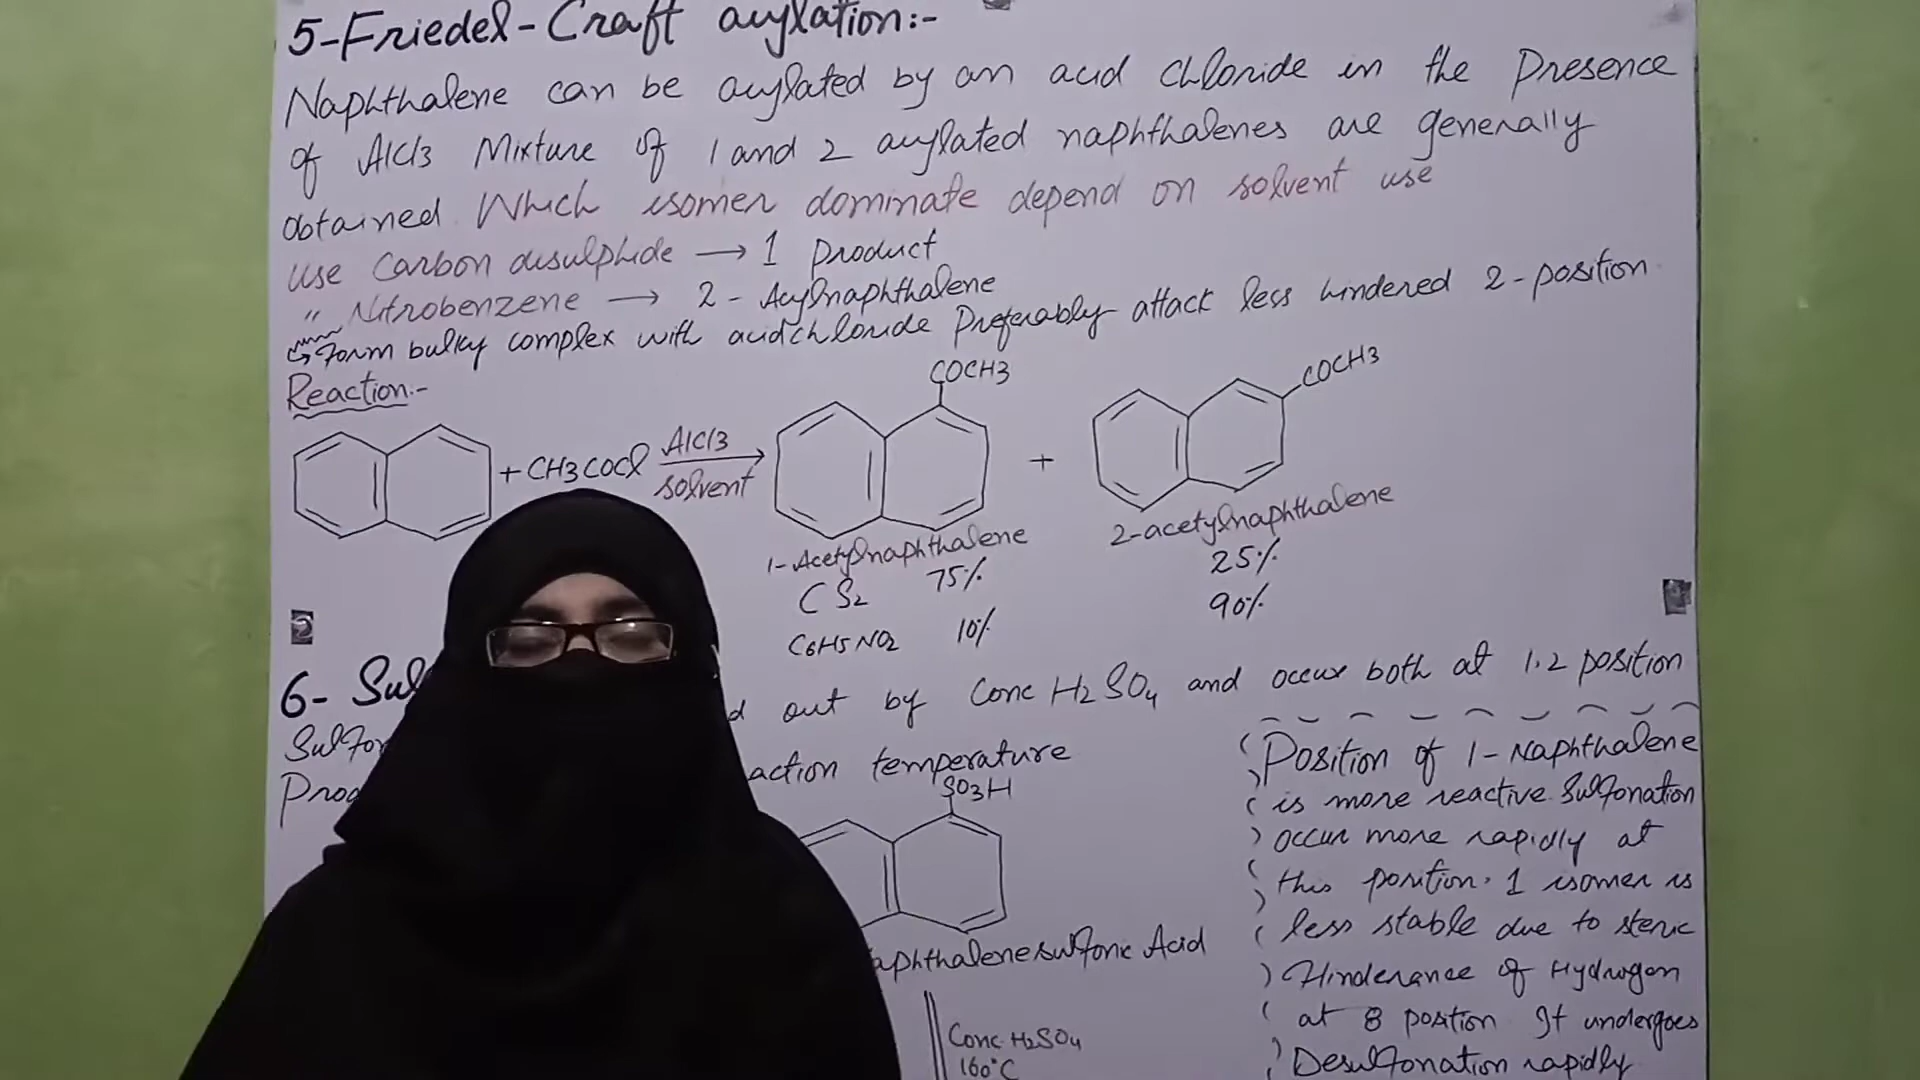 5-Friedel-Craft acylation:-
Naphthalene can be acylated by an acid chloride in the Presence
of AlCl3 Mixture of 1 and 2 acylated naphthalenes are generally
obtained. Which isomer dominate depend on solvent use
use Carbon disulphide → 1 Product
" Nitrobenzene → 2 - Acylnaphthalene
↳ Form bulky complex with acidchloride Preferably attack less hindered 2-position
Reaction:-
COCH3
COCH3
+ CH3COCl AlCl3
solvent
+
1-Acetylnaphthalene
2-acetylnaphthalene
CS2 75%
25%
C6H5NO2 10%
90%
6- Sul
d out by Conc H2SO4 and occur both at 1.2 position
Sulfon
action temperature
Prod
SO3H
aphthalenesulfonic Acid
Conc. H2SO4
160°C
Position of 1-Naphthalene
is more reactive. Sulfonation
occur more rapidly at
this position. 1 isomer is
less stable due to steric
Hinderance of Hydrogen
at 8 position It undergoes
Desulfonation rapidly